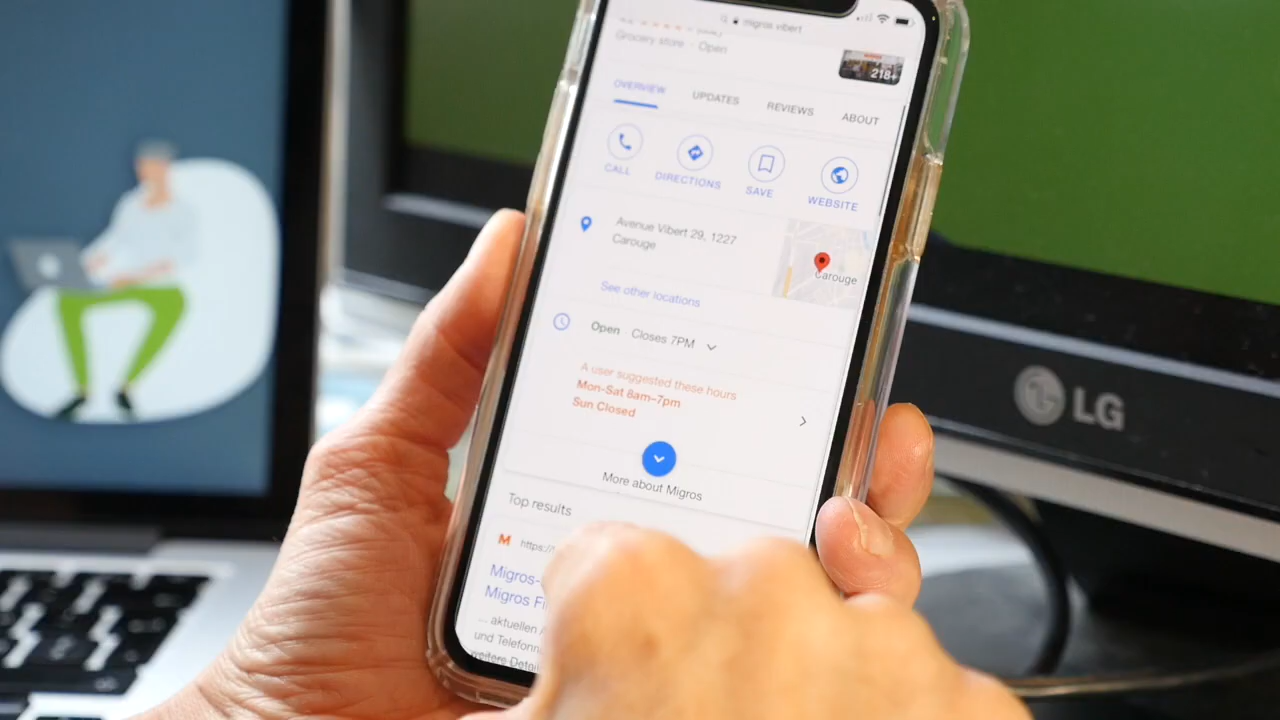 migros vibert
Grocery store · Open
218+
OVERVIEW
UPDATES
REVIEWS
ABOUT
CALL
DIRECTIONS
SAVE
WEBSITE
Avenue Vibert 29, 1227
Carouge
Carouge
See other locations
Open Closes 7PM
A user suggested these hours
Mon-Sat 8am–7pm
Sun Closed
More about Migros
Top results
M https://
Migros-
Migros Fi
... aktuellen
und Telefonn
weitere Detai
LG